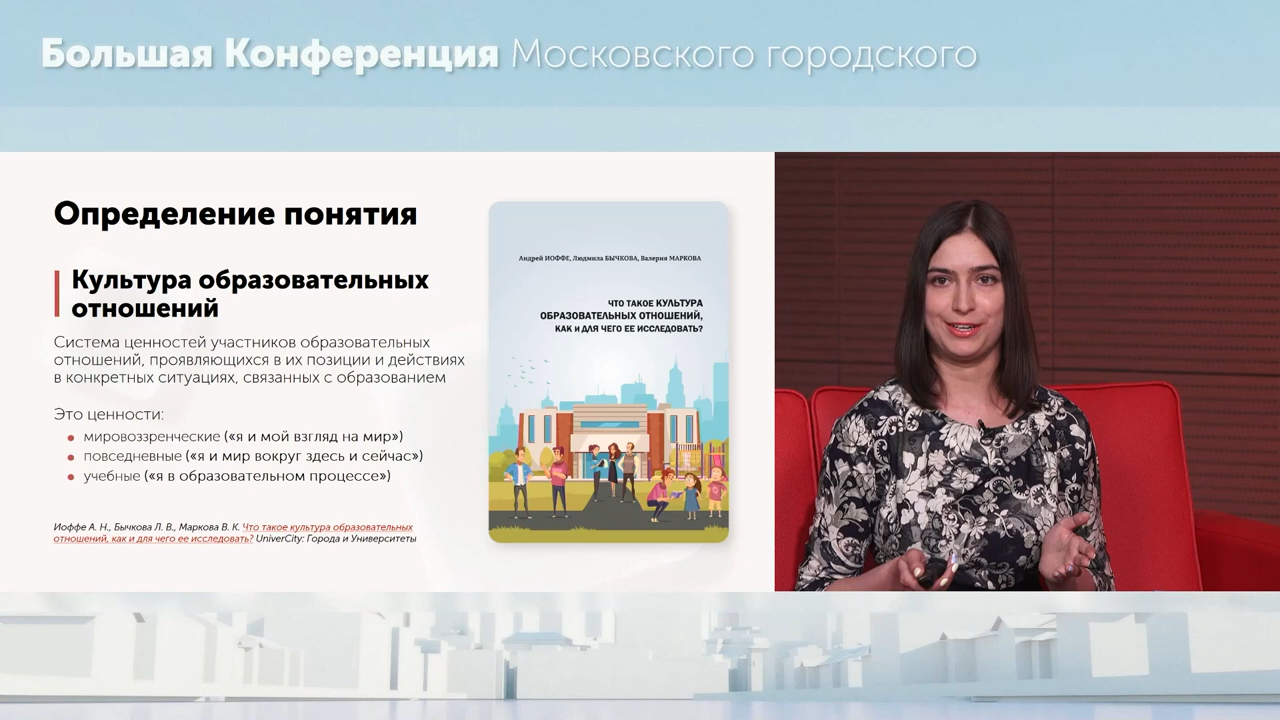 Большая Конференция Московского городского
Определение понятия
Культура образовательных
отношений
Система ценностей участников образовательных
отношений, проявляющихся в их позиции и действиях
в конкретных ситуациях, связанных с образованием
Это ценности:
мировоззренческие («я и мой взгляд на мир»)
повседневные («я и мир вокруг здесь и сейчас»)
учебные («я в образовательном процессе»)
Иоффе А. Н., Бычкова Л. В., Маркова В. К. Что такое культура образовательных
отношений, как и для чего ее исследовать? UniverCity: Города и Университеты
Андрей ИОФФЕ, Людмила БЫЧКОВА, Валерия МАРКОВА
ЧТО ТАКОЕ КУЛЬТУРА
ОБРАЗОВАТЕЛЬНЫХ ОТНОШЕНИЙ,
КАК И ДЛЯ ЧЕГО ЕЕ ИССЛЕДОВАТЬ?